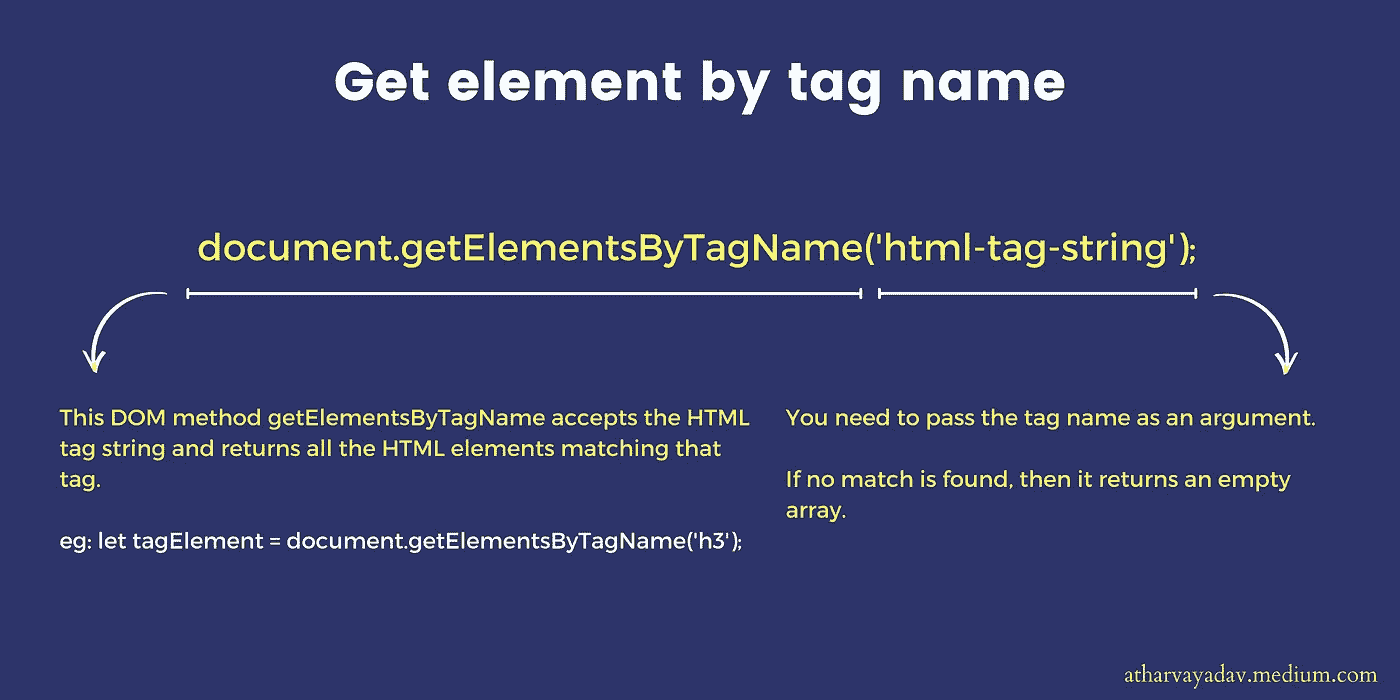 Get element by tag name
document.getElementsByTagName('html-tag-string');
This DOM method getElementsByTagName accepts the HTML
tag string and returns all the HTML elements matching that
tag.
eg: let tagElement = document.getElementsByTagName('h3');
You need to pass the tag name as an argument.
If no match is found, then it returns an empty
array.
atharvayadav.medium.com